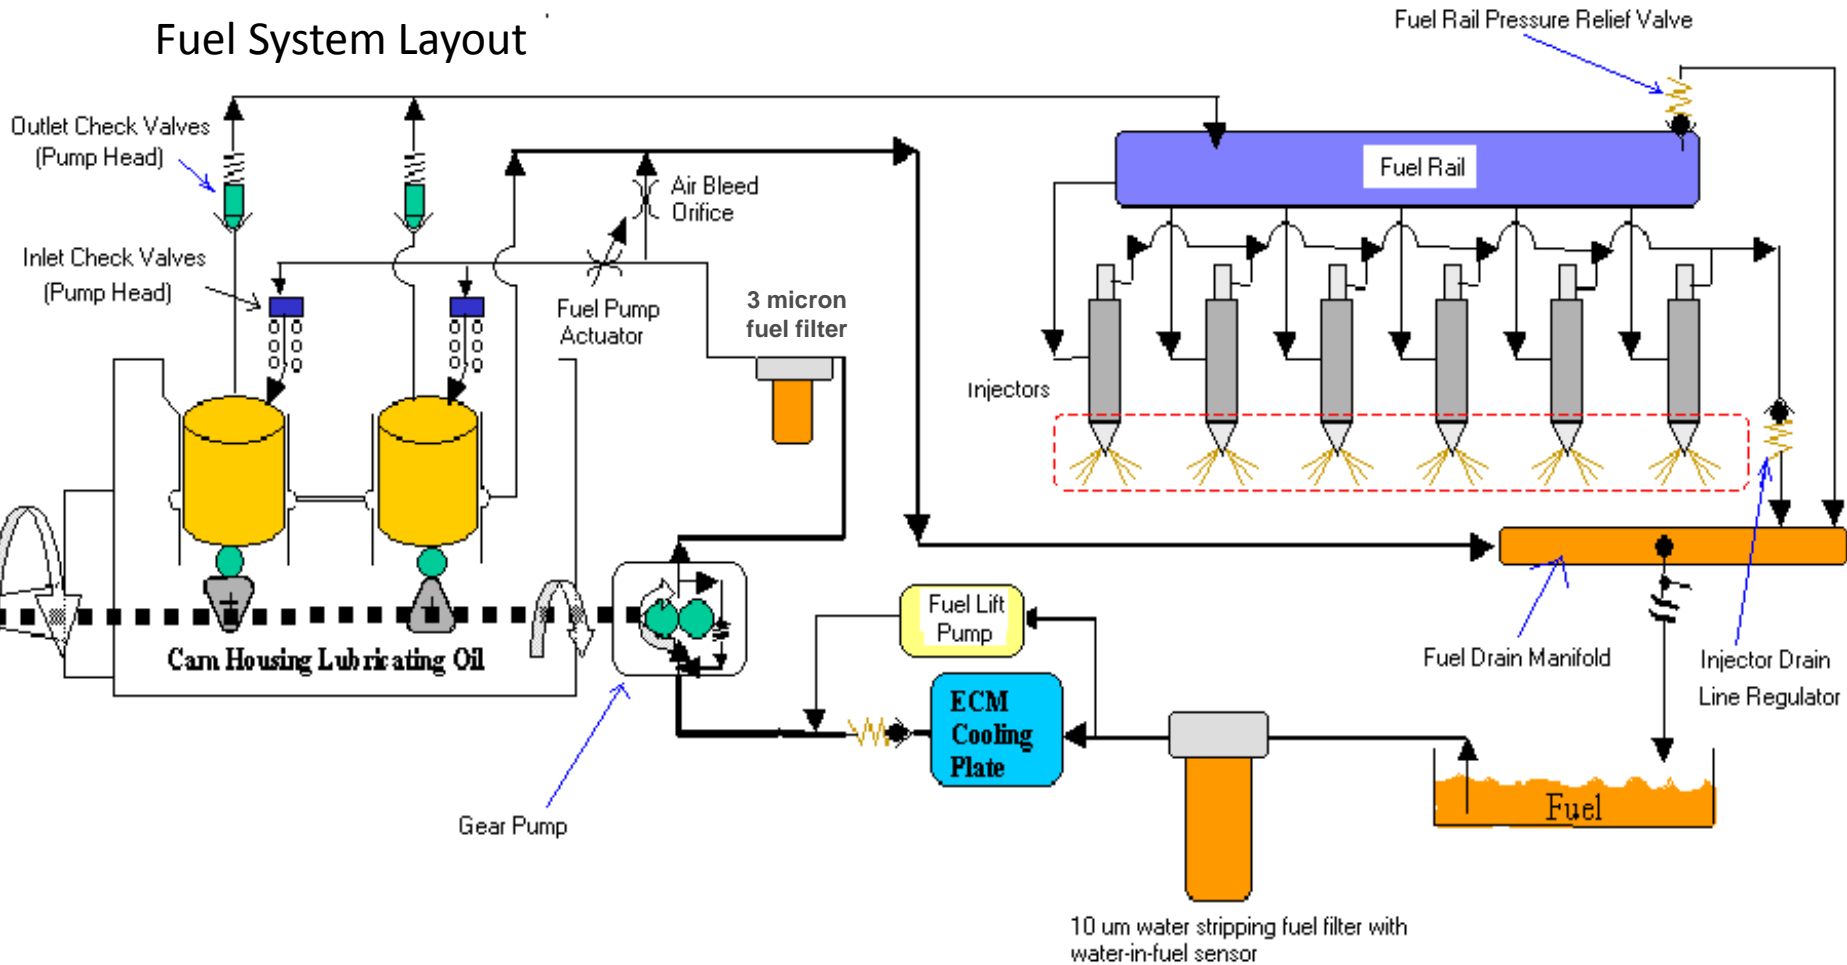 Fuel System Layout
Fuel Rail Pressure Relief Valve
Outlet Check Valves
(Pump Head)
Fuel Rail
Air Bleed
Orifice
Inlet Check Valves
(Pump Head)
Fuel Pump
Actuator
3 micron
fuel filter
Injectors
Fuel Lift
Pump
Cam Housing Lubricating Oil
Fuel Drain Manifold
Injector Drain
Line Regulator
ECM
Cooling
Plate
Fuel
Gear Pump
10 um water stripping fuel filter with
water-in-fuel sensor